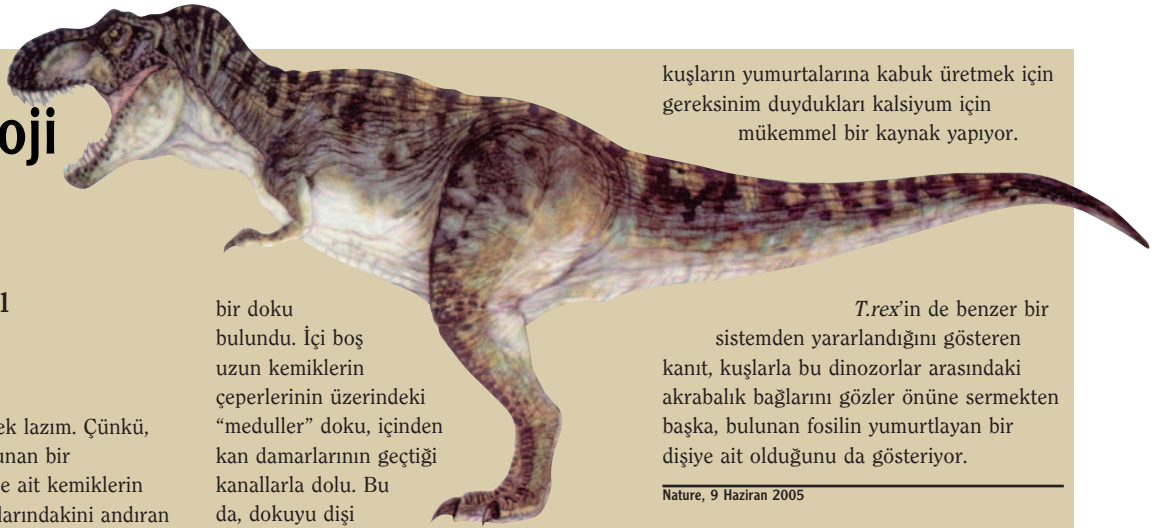 oji
l
ek lazım. Çünkü,
unan bir
e ait kemiklerin
larındakini andıran
bir doku
bulundu. İçi boş
uzun kemiklerin
çeperlerinin üzerindeki
“meduller” doku, içinden
kan damarlarının geçtiği
kanallarla dolu. Bu
da, dokuyu dişi
kuşların yumurtalarına kabuk üretmek için
gereksinim duydukları kalsiyum için
mükemmel bir kaynak yapıyor.
T.rex’in de benzer bir
sistemden yararlandığını gösteren
kanıt, kuşlarla bu dinozorlar arasındaki
akrabalık bağlarını gözler önüne sermekten
başka, bulunan fosilin yumurtlayan bir
dişiye ait olduğunu da gösteriyor.
Nature, 9 Haziran 2005